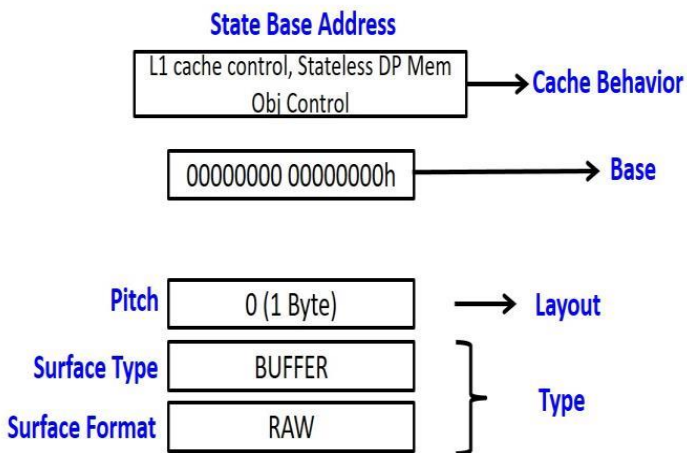 State Base Address
L1 cache control, Stateless DP Mem
Obj Control
Cache Behavior
00000000 00000000h
Base
Pitch
0 (1 Byte)
Layout
Surface Type
BUFFER
Type
Surface Format
RAW